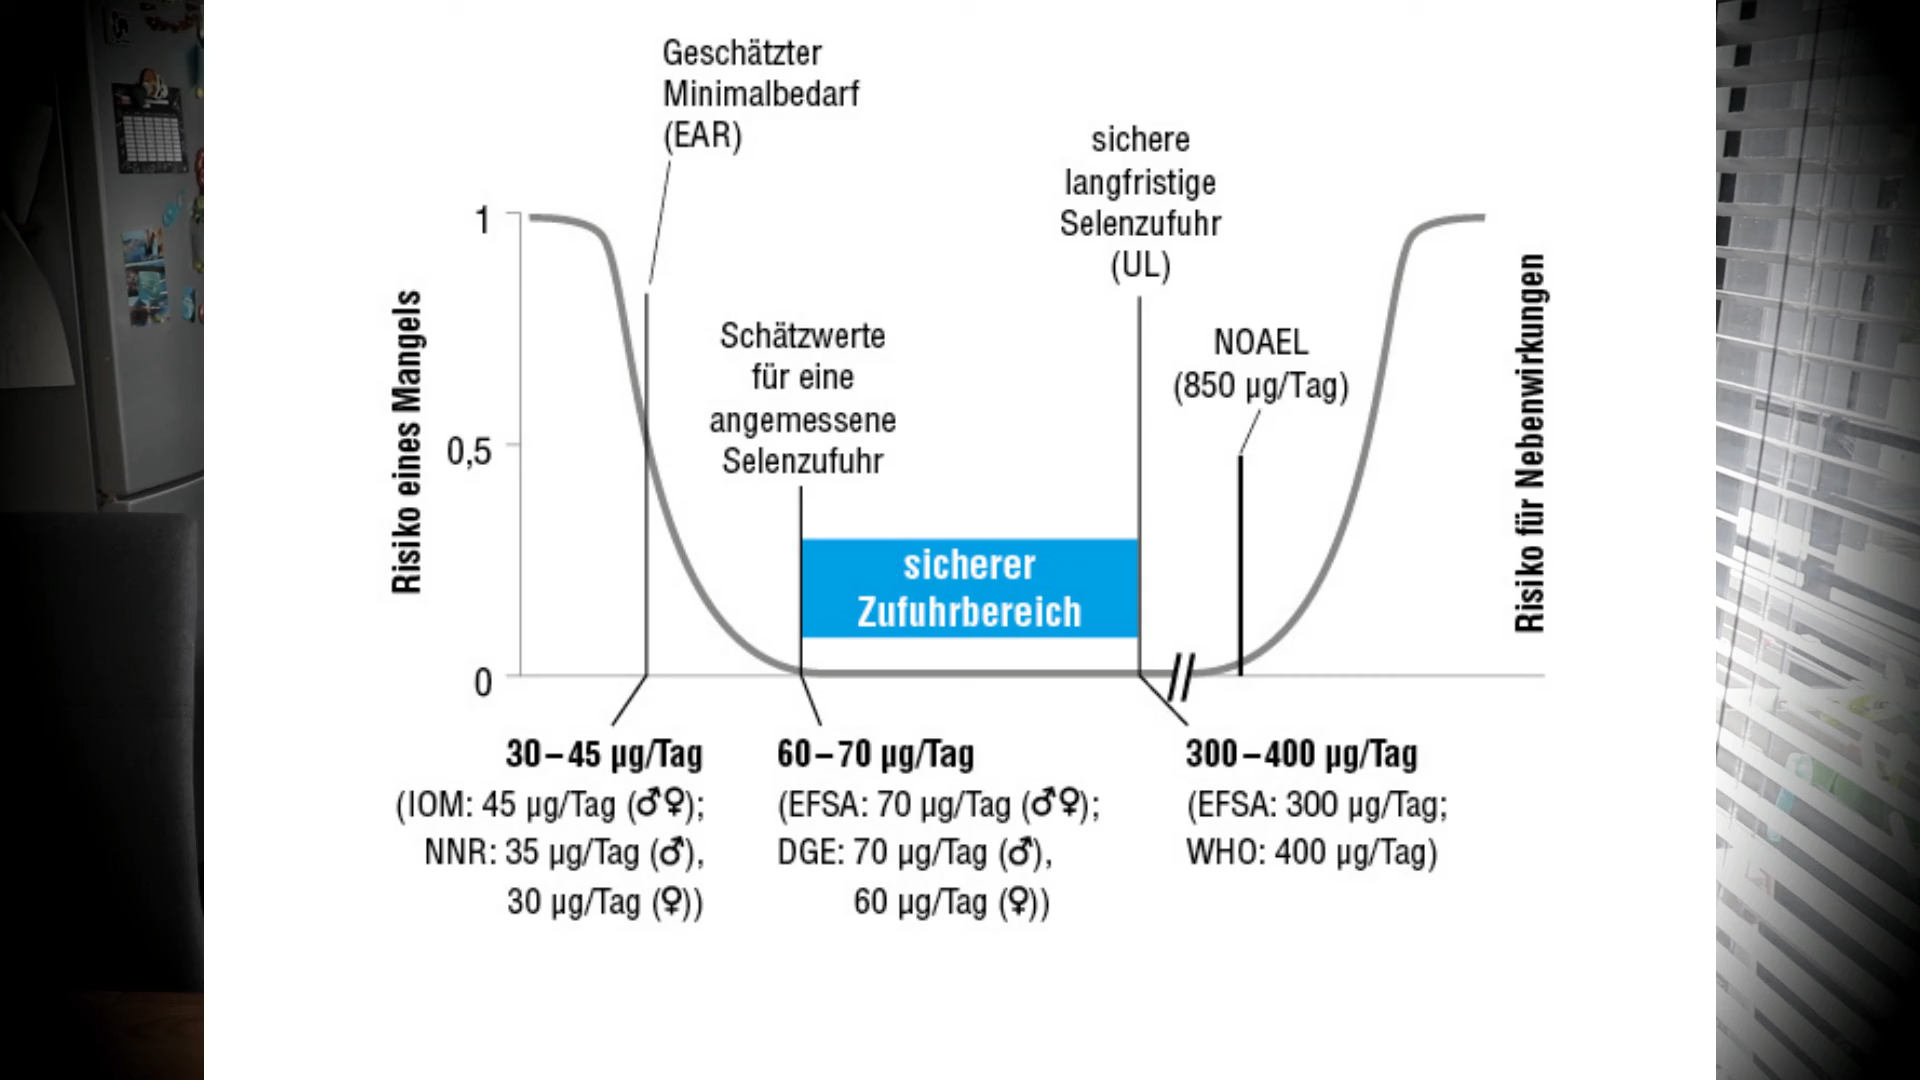 Geschätzter
Minimalbedarf
(EAR)
sichere
langfristige
Selenzufuhr
(UL)
1
Schätzwerte
für eine
angemessene
Selenzufuhr
NOAEL
(850 µg/Tag)
Risiko eines Mangels
0,5
Risiko für Nebenwirkungen
sicherer
Zufuhrbereich
0
30–45 µg/Tag
(IOM: 45 µg/Tag (♂♀);
NNR: 35 µg/Tag (♂),
30 µg/Tag (♀))
60–70 µg/Tag
(EFSA: 70 µg/Tag (♂♀);
DGE: 70 µg/Tag (♂),
60 µg/Tag (♀))
300–400 µg/Tag
(EFSA: 300 µg/Tag;
WHO: 400 µg/Tag)